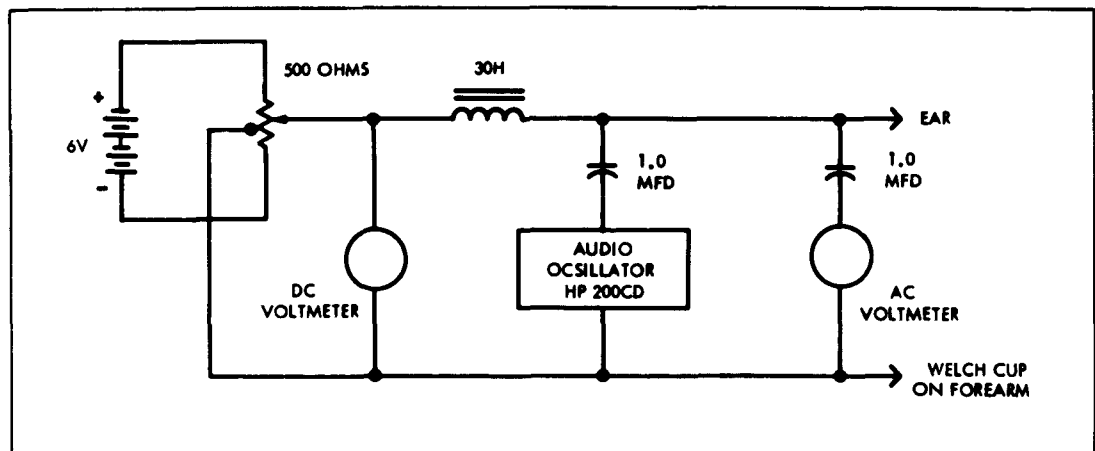 500 OHMS
30H
+
6V
-
EAR
1.0
MFD
1.0
MFD
AUDIO
OCSILLATOR
HP 200CD
DC
VOLTMETER
AC
VOLTMETER
WELCH CUP
ON FOREARM